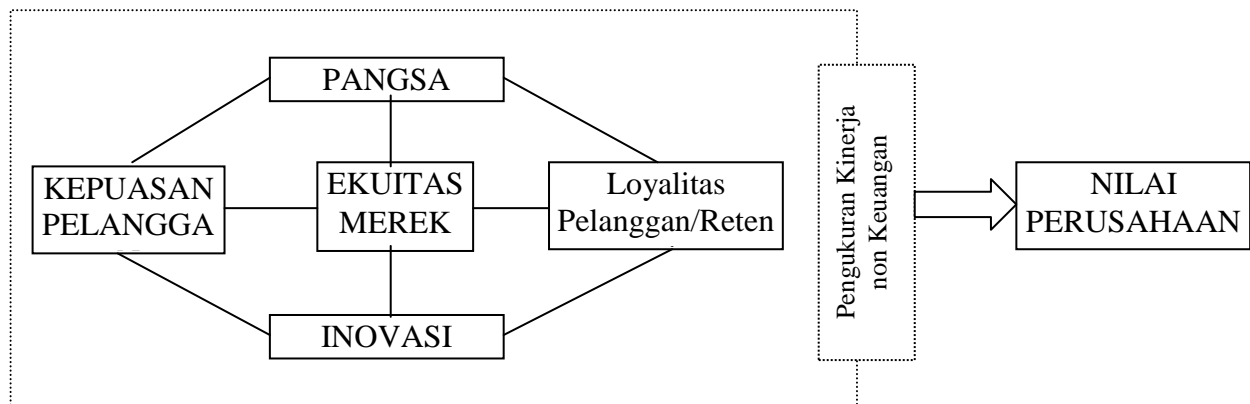 PANGSA
KEPUASAN
PELANGGA
EKUITAS
MEREK
Loyalitas
Pelanggan/Reten
INOVASI
Pengukuran Kinerja
non Keuangan
NILAI
PERUSAHAAN